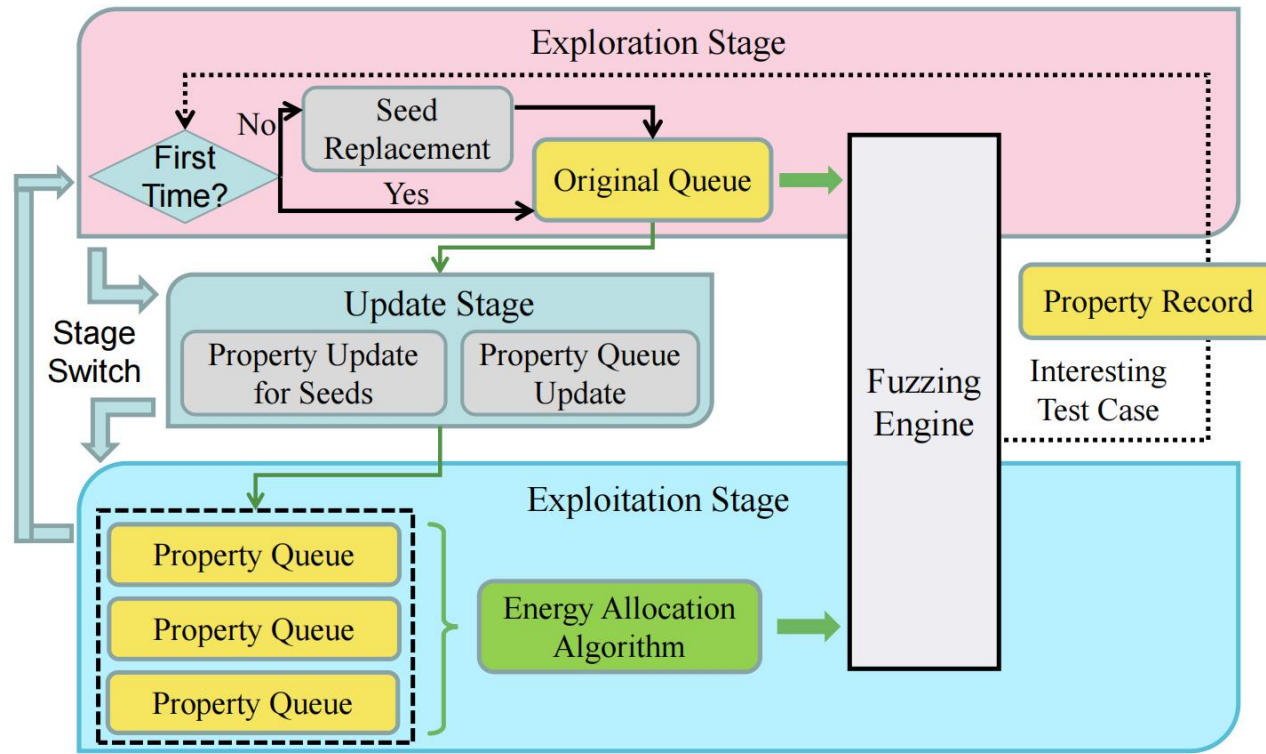 Exploration Stage
No
Seed
Replacement
First
Time?
Yes
Original Queue
Update Stage
Stage
Switch
Property Update
for Seeds
Property Queue
Update
Fuzzing
Engine
Property Record
Interesting
Test Case
Exploitation Stage
Property Queue
Property Queue
Property Queue
Energy Allocation
Algorithm